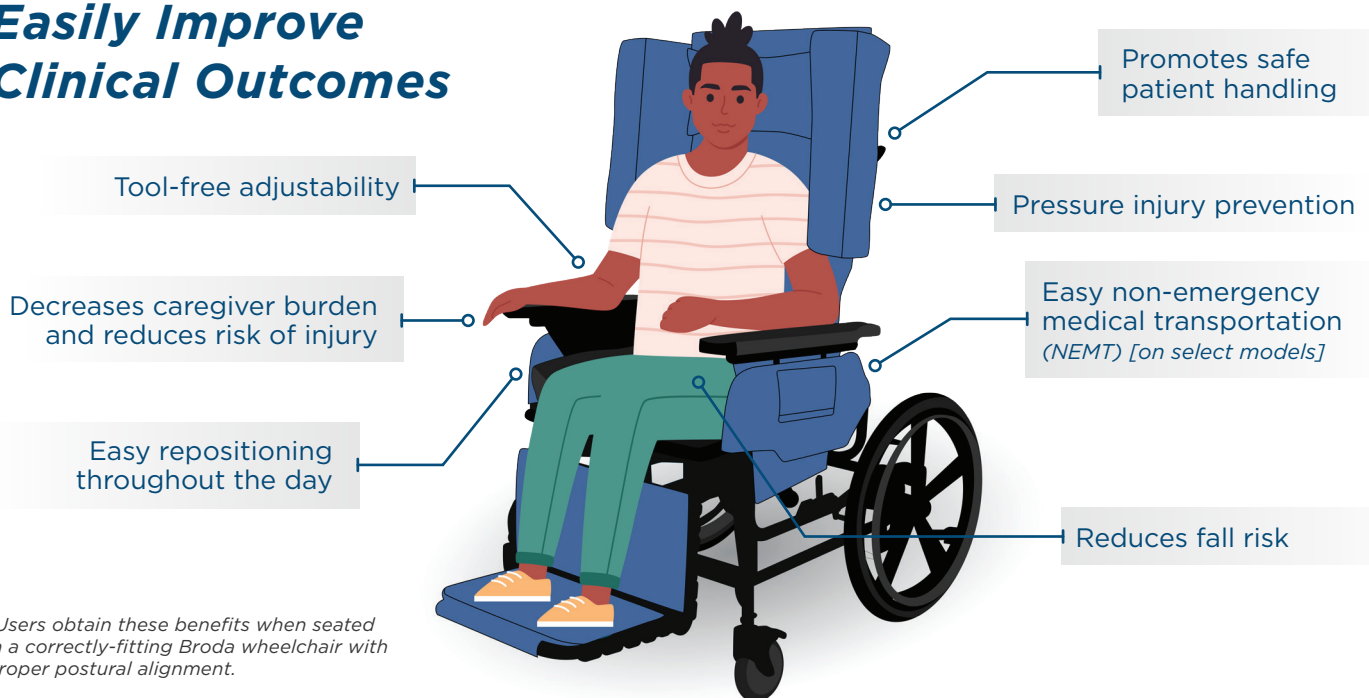 Easily Improve
Clinical Outcomes
Tool-free adjustability
Decreases caregiver burden
and reduces risk of injury
Easy repositioning
throughout the day
Promotes safe
patient handling
Pressure injury prevention
Easy non-emergency
medical transportation
(NEMT) [on select models]
Reduces fall risk
Users obtain these benefits when seated
a correctly-fitting Broda wheelchair with
roper postural alignment.